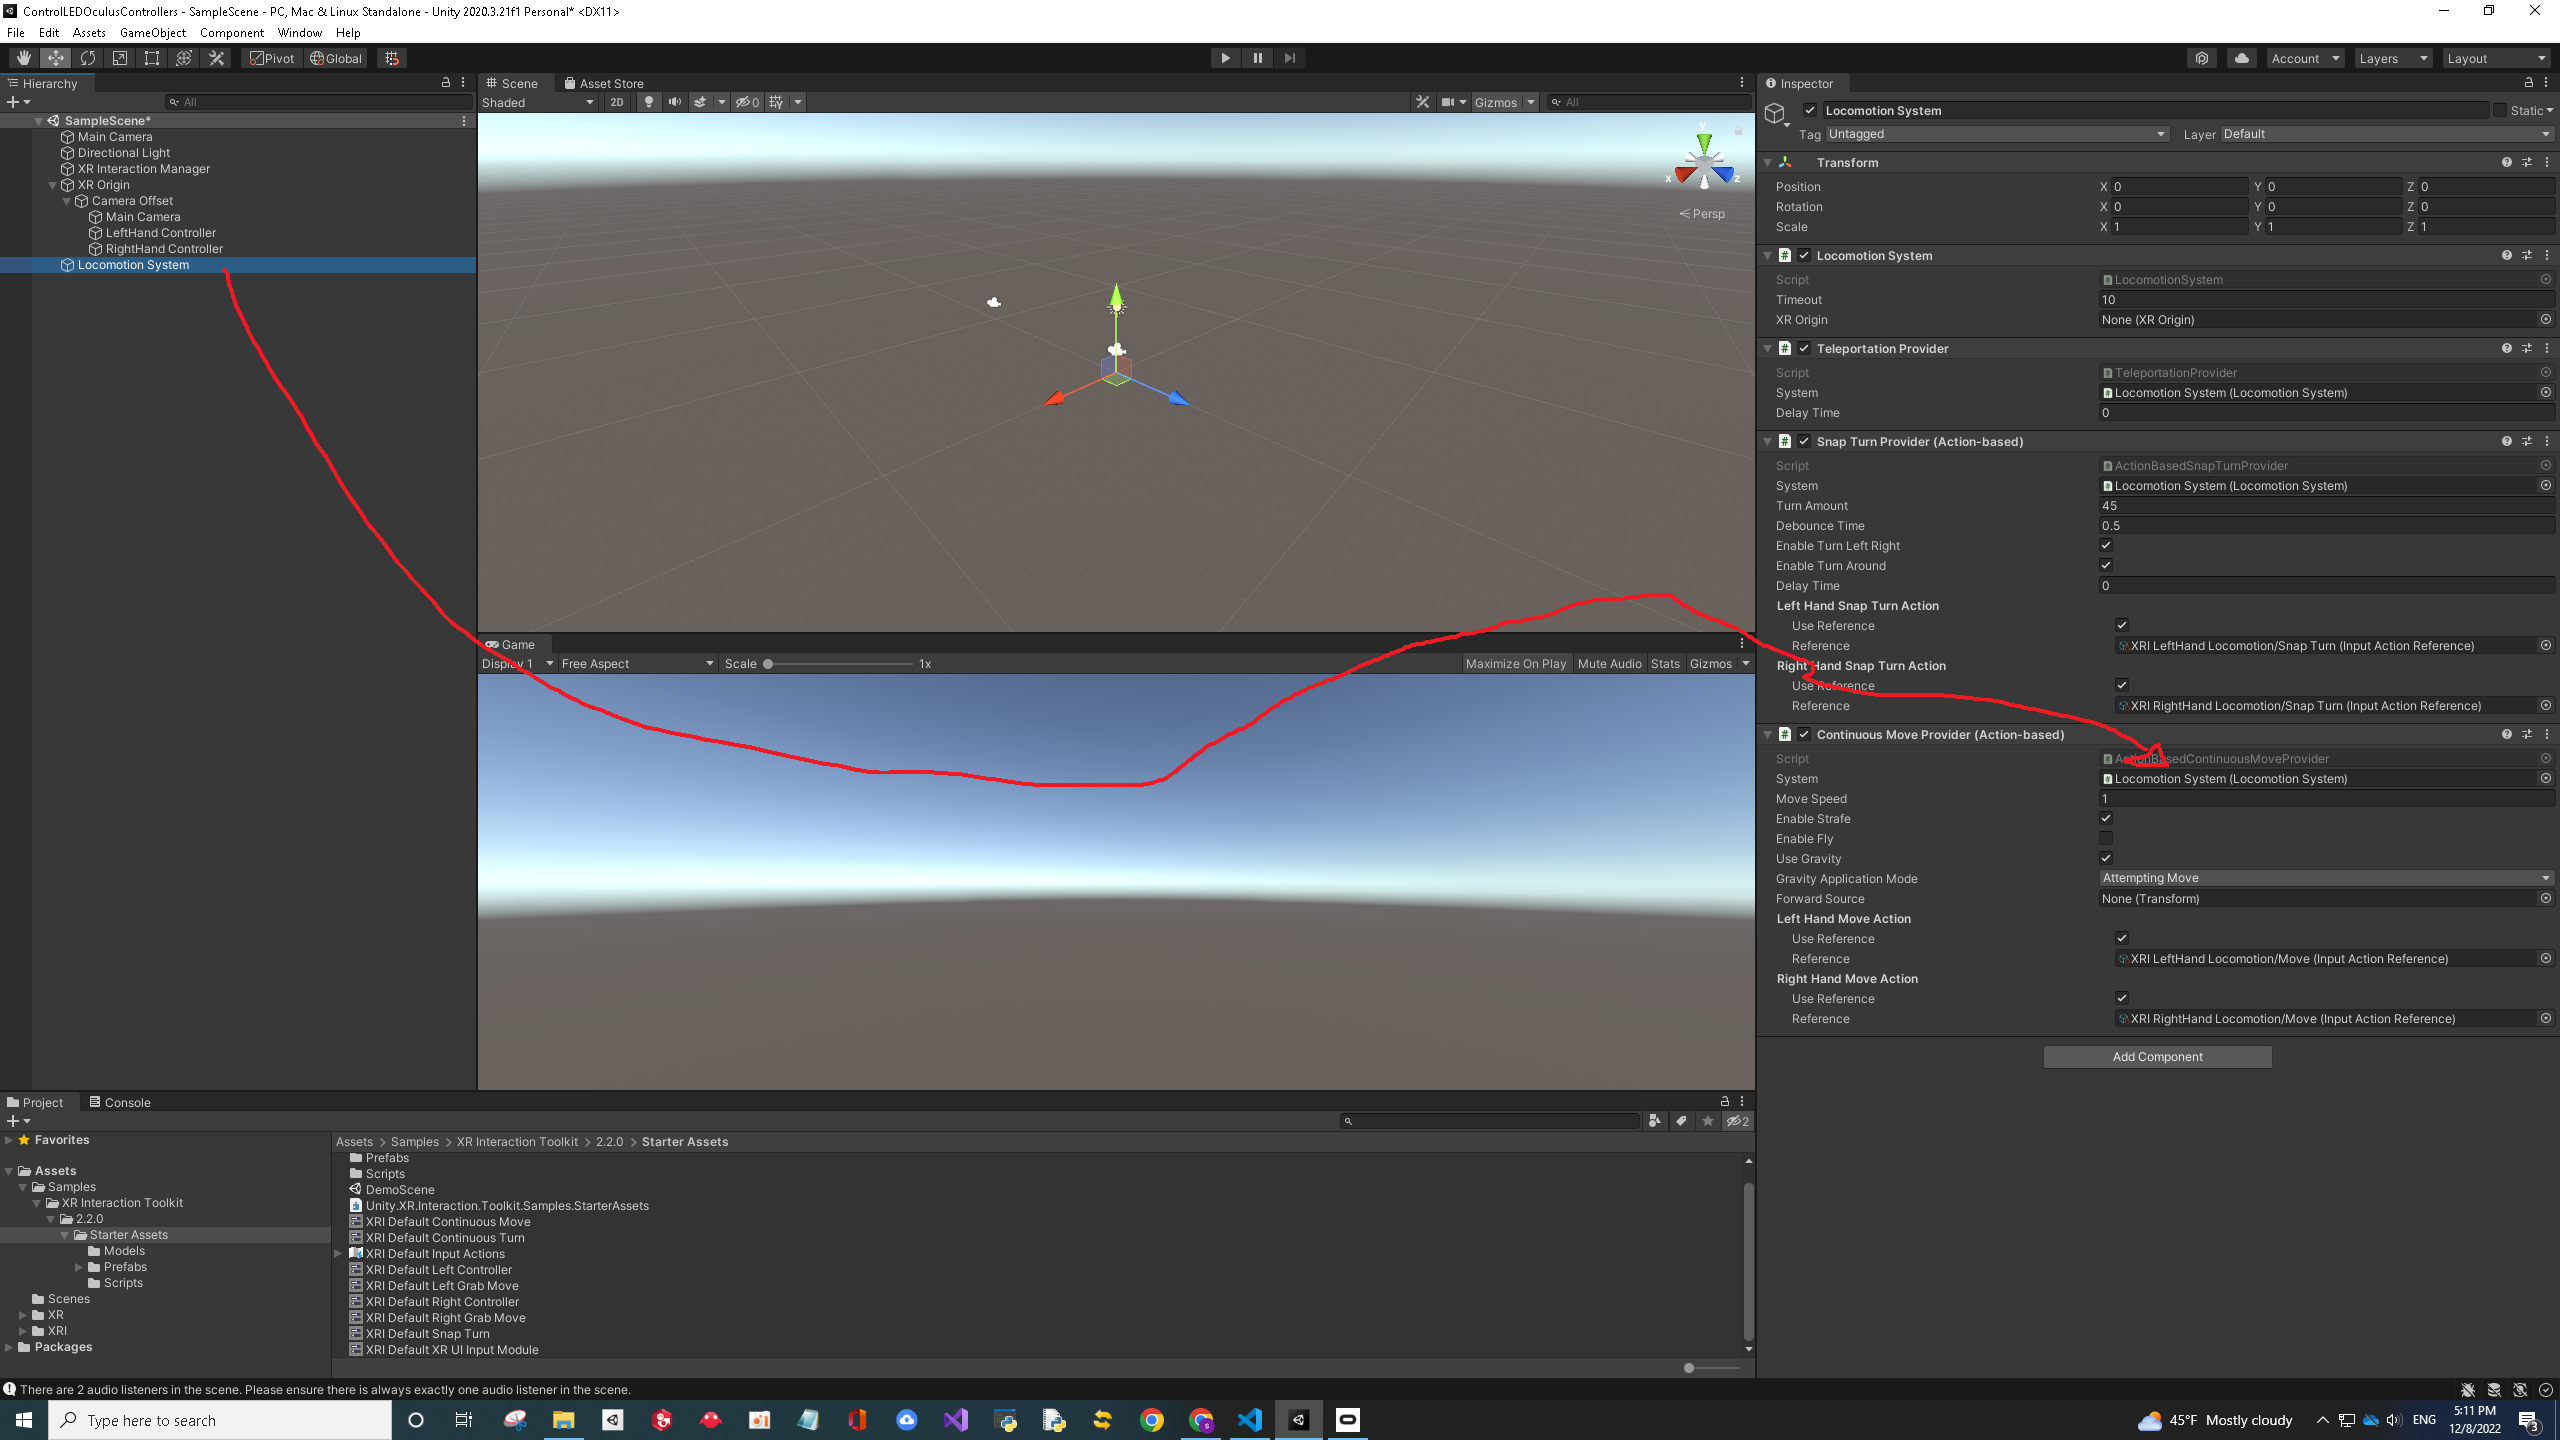 ControlLEDOculusControllers - SampleScene - PC, Mac & Linux Standalone - Unity 2020.3.21f1 Personal* <DX11>
File Edit Assets GameObject Component Window Help
Pivot Global Account Layers Layout
Hierarchy
All
SampleScene*
Main Camera
Directional Light
XR Interaction Manager
XR Origin
Camera Offset
Main Camera
LeftHand Controller
RightHand Controller
Locomotion System
Scene Asset Store
Shaded 2D 0 Gizmos All
y
x z
Persp
Game
Display 1 Free Aspect Scale 1x Maximize On Play Mute Audio Stats Gizmos
Inspector
Locomotion System Static
Tag Untagged Layer Default
Transform
Position X 0 Y 0 Z 0
Rotation X 0 Y 0 Z 0
Scale X 1 Y 1 Z 1
Locomotion System
Script LocomotionSystem
Timeout 10
XR Origin None (XR Origin)
Teleportation Provider
Script TeleportationProvider
System Locomotion System (Locomotion System)
Delay Time 0
Snap Turn Provider (Action-based)
Script ActionBasedSnapTurnProvider
System Locomotion System (Locomotion System)
Turn Amount 45
Debounce Time 0.5
Enable Turn Left Right
Enable Turn Around
Delay Time 0
Left Hand Snap Turn Action
Use Reference
Reference XRI LeftHand Locomotion/Snap Turn (Input Action Reference)
Right Hand Snap Turn Action
Use Reference
Reference XRI RightHand Locomotion/Snap Turn (Input Action Reference)
Continuous Move Provider (Action-based)
Script ActionBasedContinuousMoveProvider
System Locomotion System (Locomotion System)
Move Speed 1
Enable Strafe
Enable Fly
Use Gravity
Gravity Application Mode Attempting Move
Forward Source None (Transform)
Left Hand Move Action
Use Reference
Reference XRI LeftHand Locomotion/Move (Input Action Reference)
Right Hand Move Action
Use Reference
Reference XRI RightHand Locomotion/Move (Input Action Reference)
Add Component
Project Console
2
Favorites
Assets
Samples
XR Interaction Toolkit
2.2.0
Starter Assets
Models
Prefabs
Scripts
Scenes
XR
XRI
Packages
Assets > Samples > XR Interaction Toolkit > 2.2.0 > Starter Assets
Prefabs
Scripts
DemoScene
Unity.XR.Interaction.Toolkit.Samples.StarterAssets
XRI Default Continuous Move
XRI Default Continuous Turn
XRI Default Input Actions
XRI Default Left Controller
XRI Default Left Grab Move
XRI Default Right Controller
XRI Default Right Grab Move
XRI Default Snap Turn
XRI Default XR UI Input Module
There are 2 audio listeners in the scene. Please ensure there is always exactly one audio listener in the scene.
Type here to search
45°F Mostly cloudy ENG 5:11 PM
12/8/2022
3